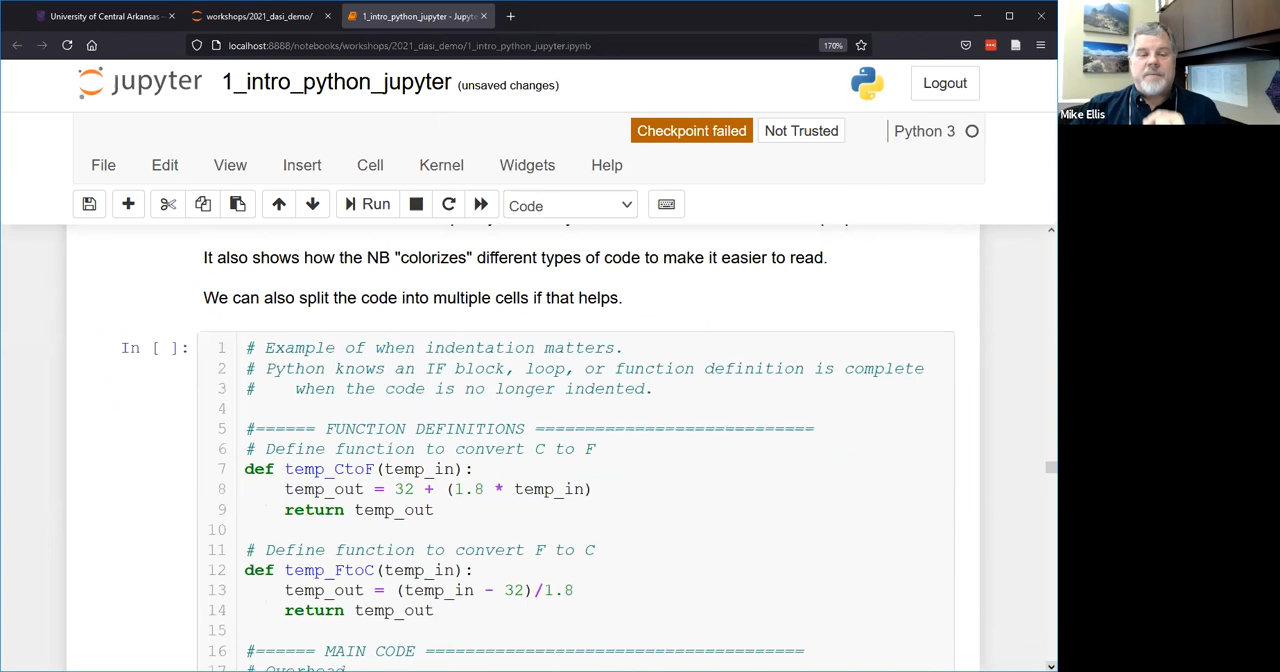 University of Central Arkansas
workshops/2021_dasi_demo/
1_intro_python_jupyter - Jupyte
localhost:8888/notebooks/workshops/2021_dasi_demo/1_intro_python_jupyter.ipynb
170%
Mike Ellis
jupyter 1_intro_python_jupyter (unsaved changes)
Logout
Checkpoint failed Not Trusted Python 3
File Edit View Insert Cell Kernel Widgets Help
Run Code
It also shows how the NB "colorizes" different types of code to make it easier to read.
We can also split the code into multiple cells if that helps.
In [ ]:
1 # Example of when indentation matters.
2 # Python knows an IF block, loop, or function definition is complete
3 #    when the code is no longer indented.
4
5 #====== FUNCTION DEFINITIONS ============================
6 # Define function to convert C to F
7 def temp_CtoF(temp_in):
8     temp_out = 32 + (1.8 * temp_in)
9     return temp_out
10
11 # Define function to convert F to C
12 def temp_FtoC(temp_in):
13     temp_out = (temp_in - 32)/1.8
14     return temp_out
15
16 #====== MAIN CODE ======================================
17 # Overhead